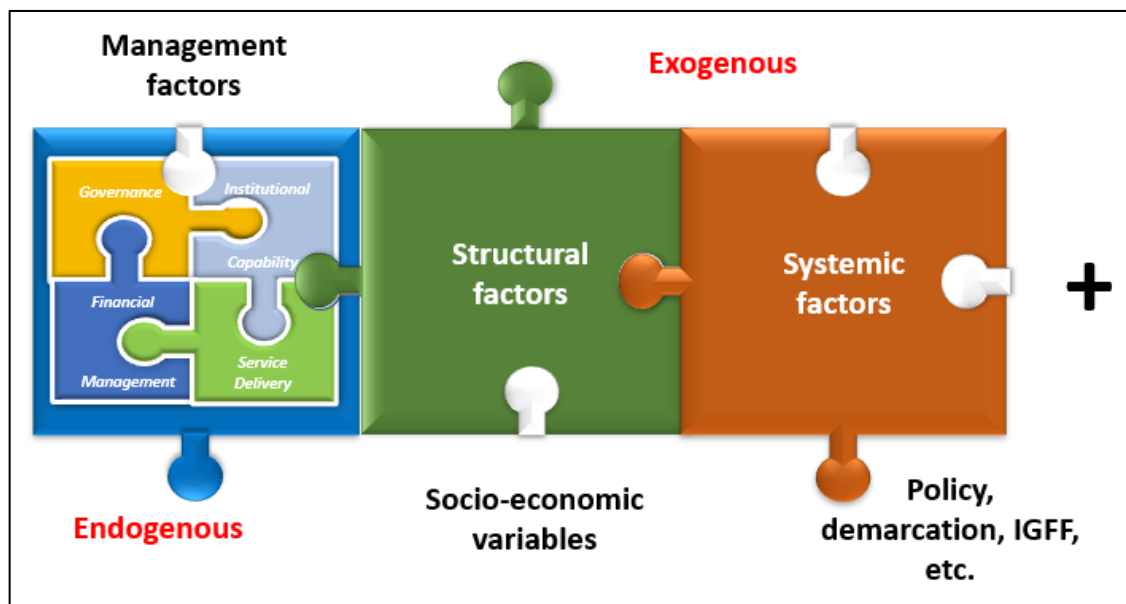 Management
factors
Exogenous
Governance
Institutional
Capability
Financial
Management
Service
Delivery
Structural
factors
Systemic
factors
+
Endogenous
Socio-economic
variables
Policy,
demarcation, IGFF,
etc.